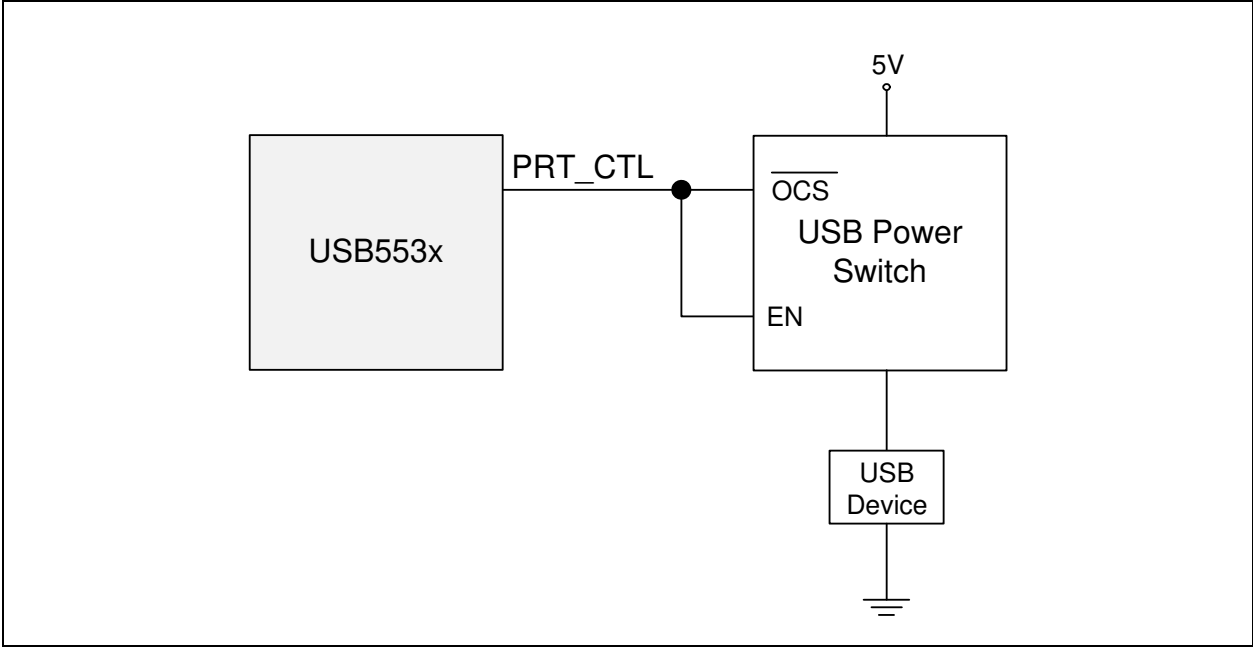 5V
PRT_CTL
OCS
USB553x
USB Power
Switch
EN
USB
Device